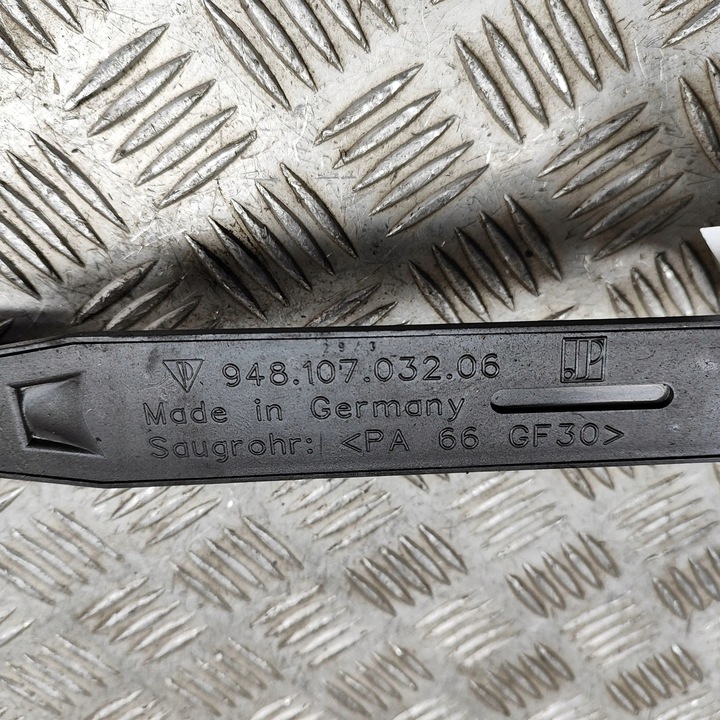 948.107.032.06
Made in Germany
Saugrohr: <PA 66 GF30>